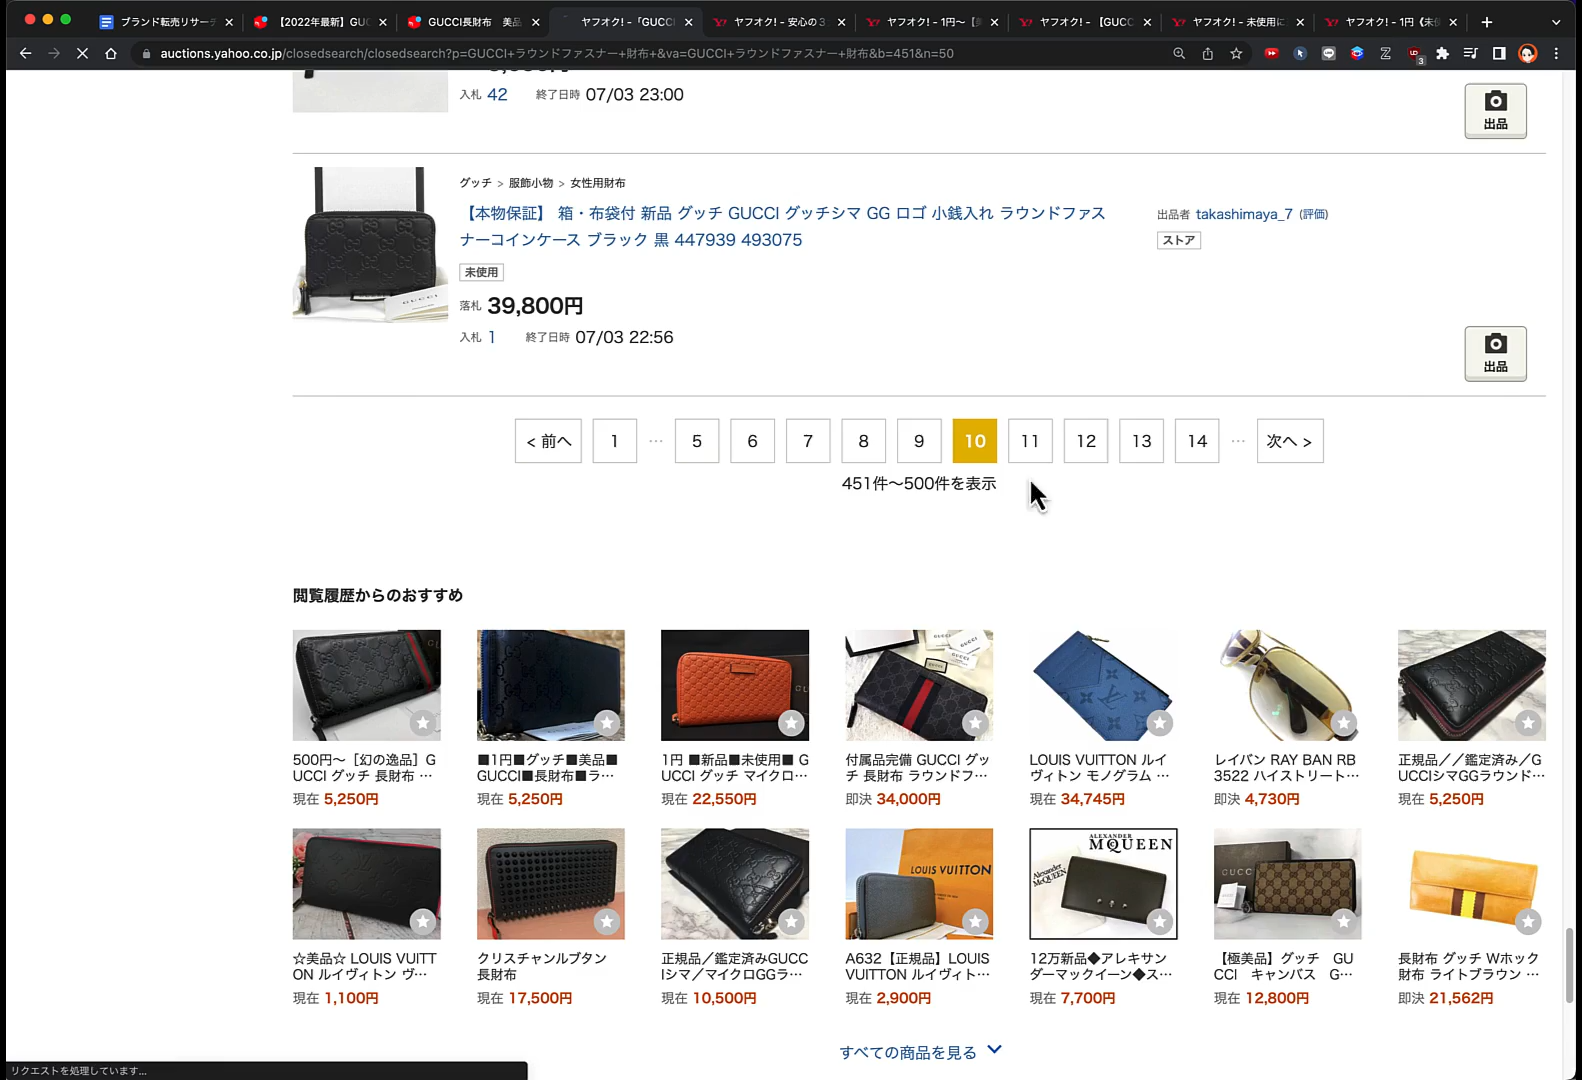 ブランド転売リサーチ
【2022年最新】GUC
GUCCI長財布 美品
ヤフオク! -「GUCCI
ヤフオク! - 安心の3
ヤフオク! - 1円〜【美
ヤフオク! - 【GUCC
ヤフオク! - 未使用に
ヤフオク! - 1円《未使
auctions.yahoo.co.jp/closedsearch/closedsearch?p=GUCCI+ラウンドファスナー+財布+&va=GUCCI+ラウンドファスナー+財布&b=451&n=50
3
入札 42 終了日時 07/03 23:00
出品
グッチ > 服飾小物 > 女性用財布
【本物保証】 箱・布袋付 新品 グッチ GUCCI グッチシマ GG ロゴ 小銭入れ ラウンドファス
ナーコインケース ブラック 黒 447939 493075
出品者 takashimaya_7 (評価)
ストア
未使用
落札 39,800円
入札 1 終了日時 07/03 22:56
出品
< 前へ 1 … 5 6 7 8 9 10 11 12 13 14 … 次へ >
451件〜500件を表示
閲覧履歴からのおすすめ
500円〜［幻の逸品］G
UCCI グッチ 長財布 …
現在 5,250円
■1円■グッチ■美品■
GUCCI■長財布■ラ…
現在 5,250円
1円 ■新品■未使用■ G
UCCI グッチ マイクロ…
現在 22,550円
付属品完備 GUCCI グッ
チ 長財布 ラウンドフ…
即決 34,000円
LOUIS VUITTON ルイ
ヴィトン モノグラム …
現在 34,745円
レイバン RAY BAN RB
3522 ハイストリート…
即決 4,730円
正規品／／鑑定済み／G
UCCIシマGGラウンド…
現在 5,250円
LOUIS VUITTON
ALEXANDER
McQUEEN
Alexander
McQUEEN
☆美品☆ LOUIS VUITT
ON ルイヴィトン ヴ…
現在 1,100円
クリスチャンルブタン
長財布
現在 17,500円
正規品／鑑定済みGUCC
Iシマ／マイクロGGラ…
現在 10,500円
A632【正規品】LOUIS
VUITTON ルイヴィト…
現在 2,900円
12万新品◆アレキサン
ダーマックイーン◆ス…
現在 7,700円
【極美品】グッチ GU
CCI キャンバス G…
現在 12,800円
長財布 グッチ Wホック
財布 ライトブラウン …
即決 21,562円
すべての商品を見る
リクエストを処理しています...